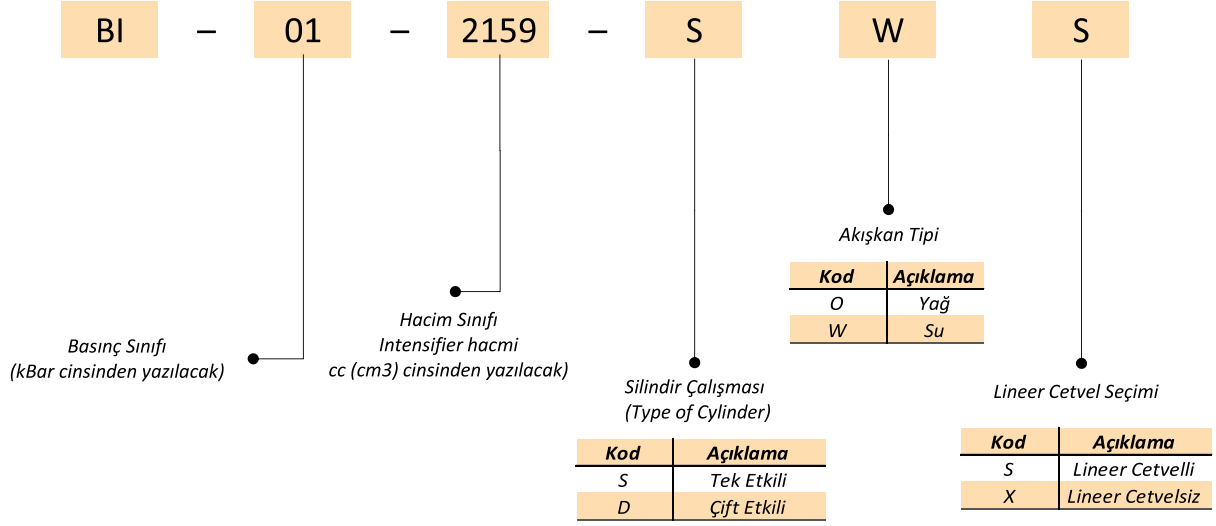 BI – 01 – 2159 – S W S
Akışkan Tipi
Kod Açıklama
O Yağ
W Su
Hacim Sınıfı
Intensifier hacmi
cc (cm3) cinsinden yazılacak)
Basınç Sınıfı
(kBar cinsinden yazılacak)
Silindir Çalışması
(Type of Cylinder)
Kod Açıklama
S Tek Etkili
D Çift Etkili
Lineer Cetvel Seçimi
Kod Açıklama
S Lineer Cetvelli
X Lineer Cetvelsiz